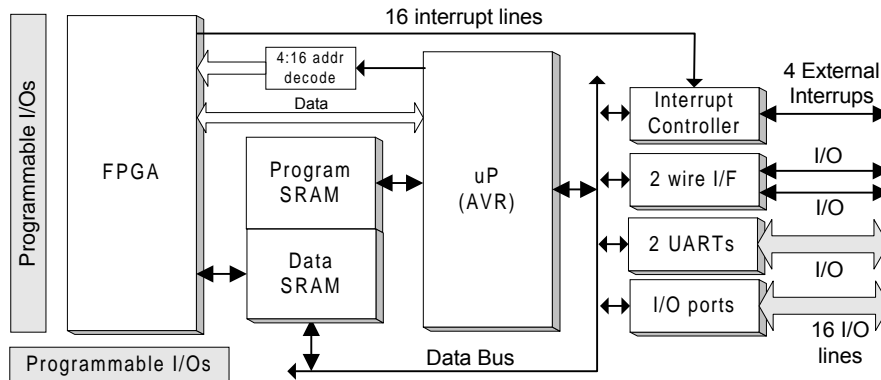 16 interrupt lines
4:16 addr
decode
Data
4 External
Interrups
Interrupt
Controller
Programmable I/Os
FPGA
Program
SRAM
uP
(AVR)
2 wire I/F
I/O
I/O
2 UARTs
I/O
Data
SRAM
I/O ports
16 I/O
lines
Data Bus
Programmable I/Os